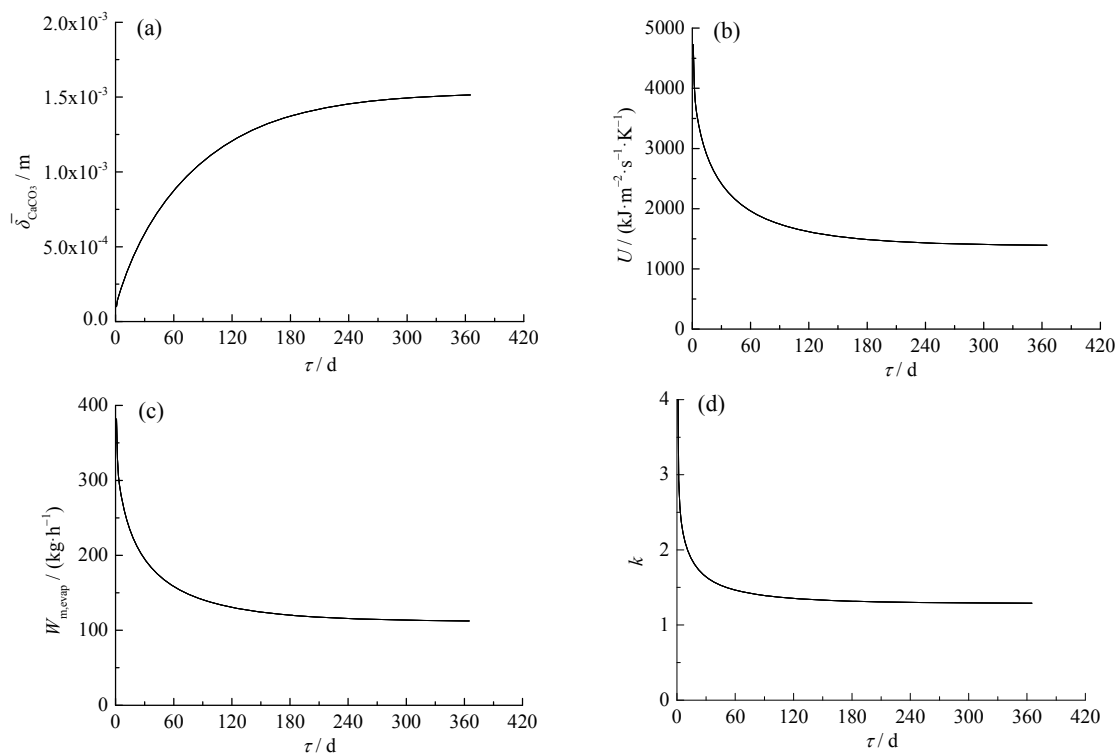 (a)
2.0x10⁻³
1.5x10⁻³
1.0x10⁻³
5.0x10⁻⁴
0.0
δ̄CaCO₃ / m
0 60 120 180 240 300 360 420
τ / d
(b)
5000
4000
3000
2000
1000
0
U / (kJ·m⁻²·s⁻¹·K⁻¹)
0 60 120 180 240 300 360 420
τ / d
(c)
400
300
200
100
0
Wm,evap / (kg·h⁻¹)
0 60 120 180 240 300 360 420
τ / d
(d)
4
3
2
1
0
k
0 60 120 180 240 300 360 420
τ / d